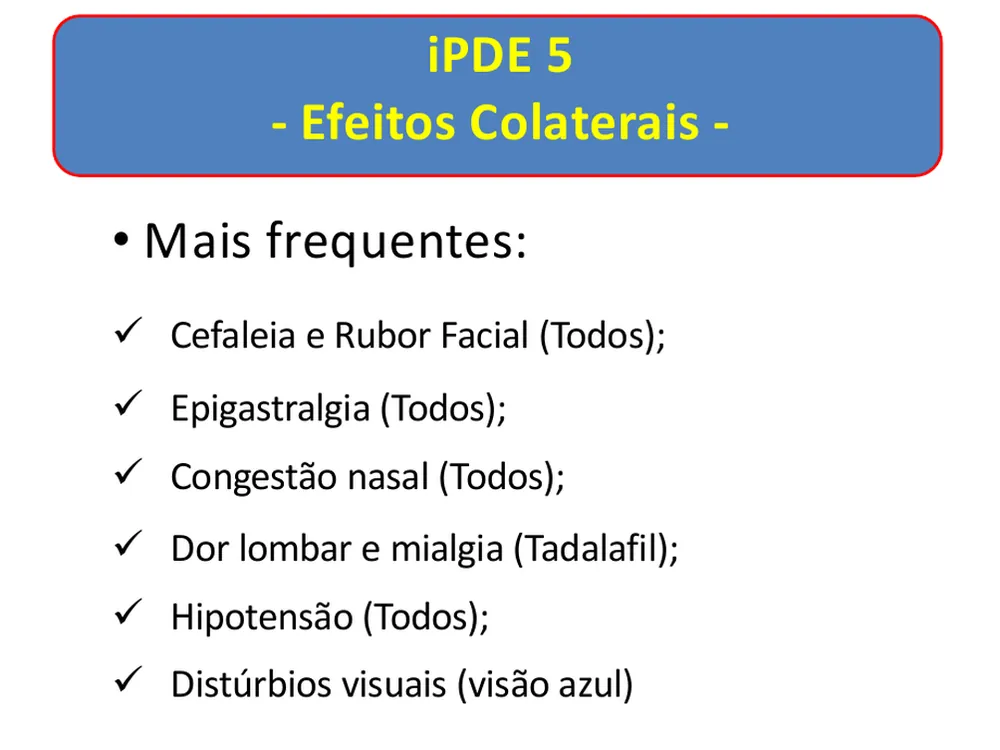 iPDE 5
- Efeitos Colaterais -
• Mais frequentes:
✓ Cefaleia e Rubor Facial (Todos);
✓ Epigastralgia (Todos);
✓ Congestão nasal (Todos);
✓ Dor lombar e mialgia (Tadalafil);
✓ Hipotensão (Todos);
✓ Distúrbios visuais (visão azul)